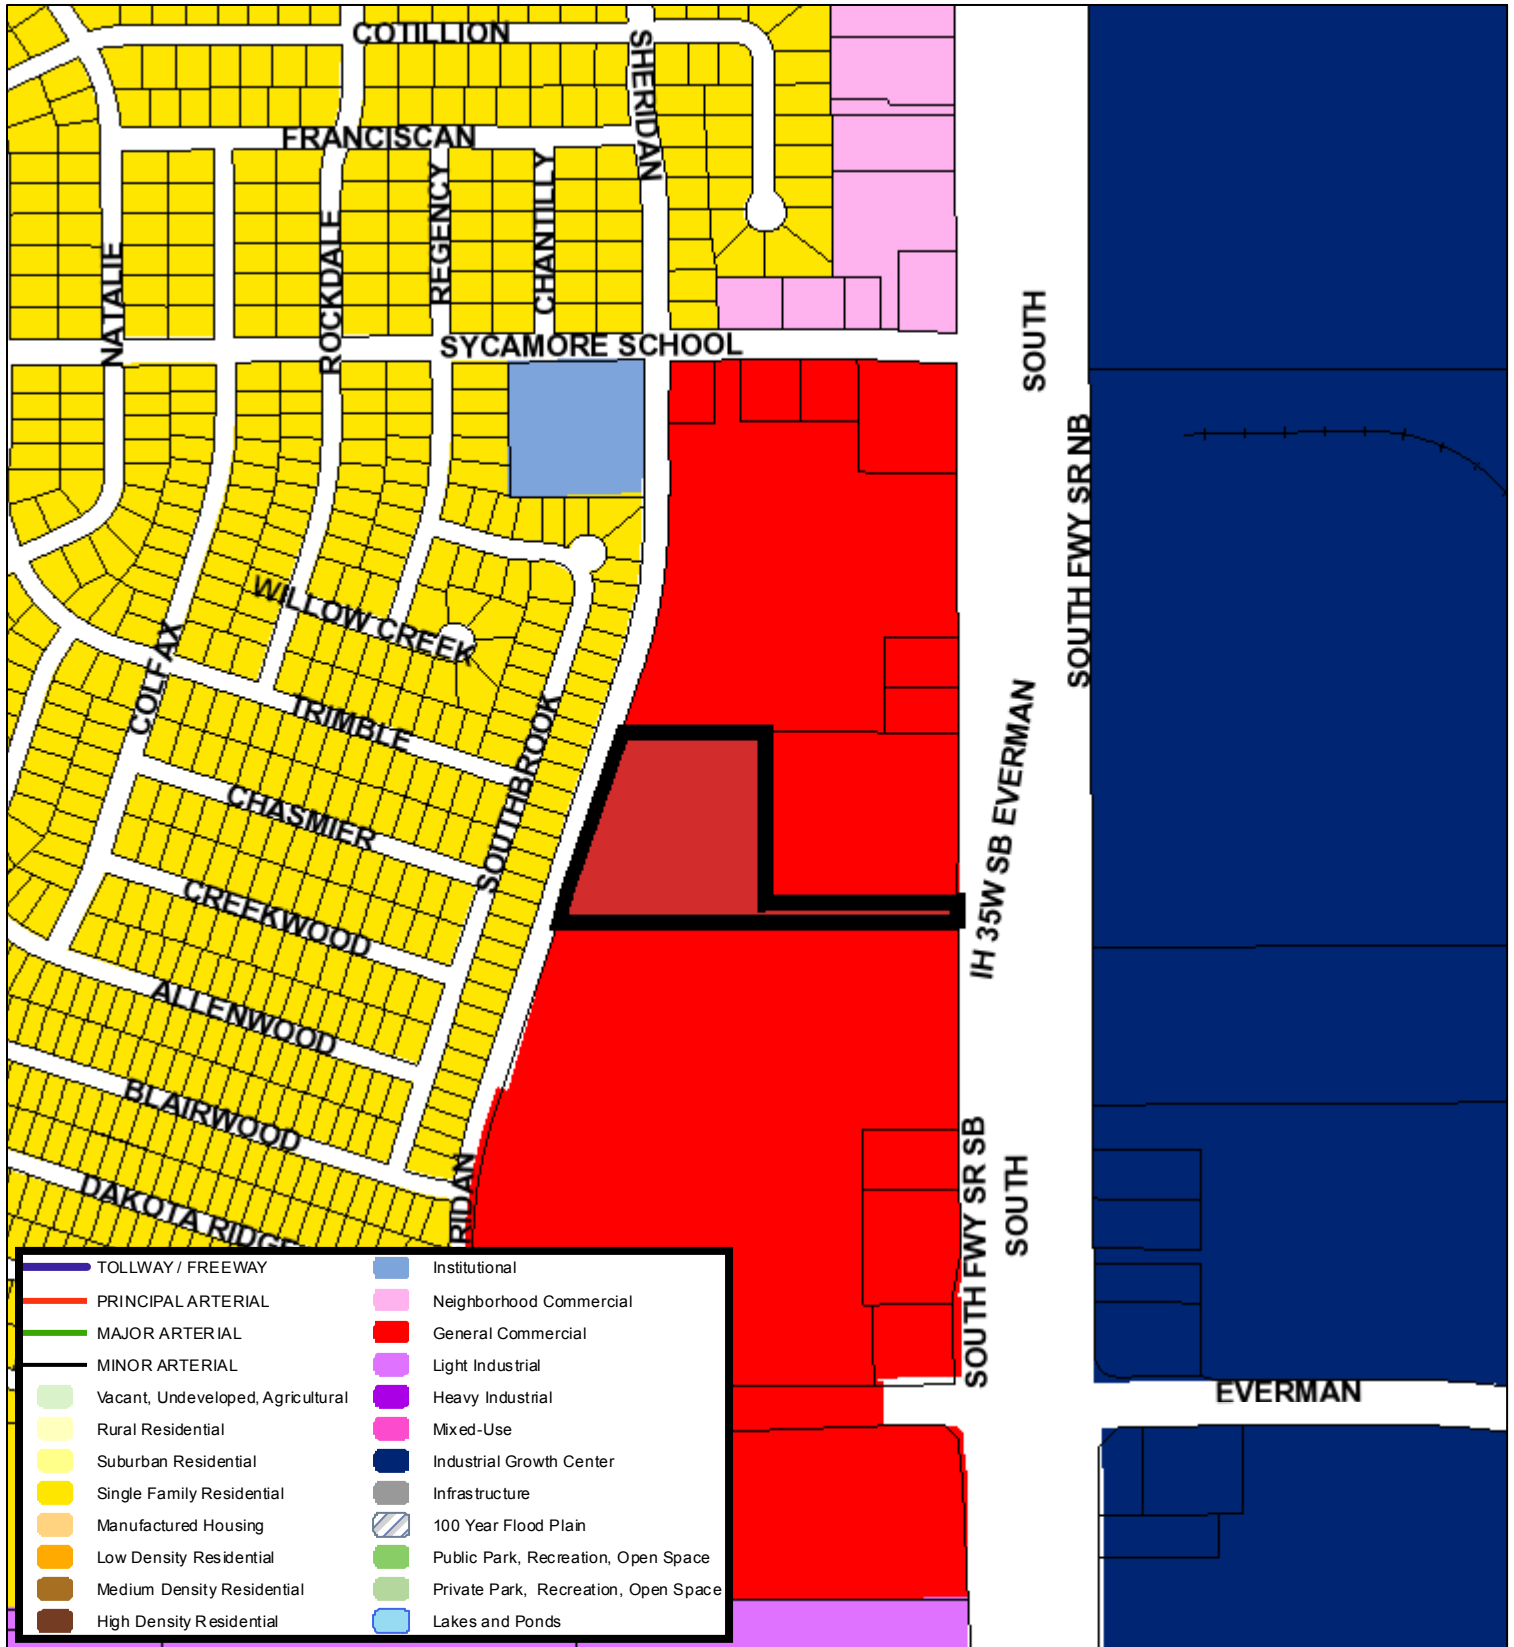 COTILLION
SHERIDAN
FRANCISCAN
NATALIE
ROCKDALE
REGENCY
CHANTILLY
SYCAMORE SCHOOL
SOUTH
SOUTH FWY SR NB
WILLOW CREEK
COLFAX
TRIMBLE
SOUTHBROOK
IH 35W SB EVERMAN
CHASMIER
CREEKWOOD
ALLENWOOD
BLAIRWOOD
DAKOTA RIDGE
RIDAN
SOUTH FWY SR SB
SOUTH
EVERMAN
TOLLWAY / FREEWAY
PRINCIPAL ARTERIAL
MAJOR ARTERIAL
MINOR ARTERIAL
Vacant, Undeveloped, Agricultural
Rural Residential
Suburban Residential
Single Family Residential
Manufactured Housing
Low Density Residential
Medium Density Residential
High Density Residential
Institutional
Neighborhood Commercial
General Commercial
Light Industrial
Heavy Industrial
Mixed-Use
Industrial Growth Center
Infrastructure
100 Year Flood Plain
Public Park, Recreation, Open Space
Private Park, Recreation, Open Space
Lakes and Ponds